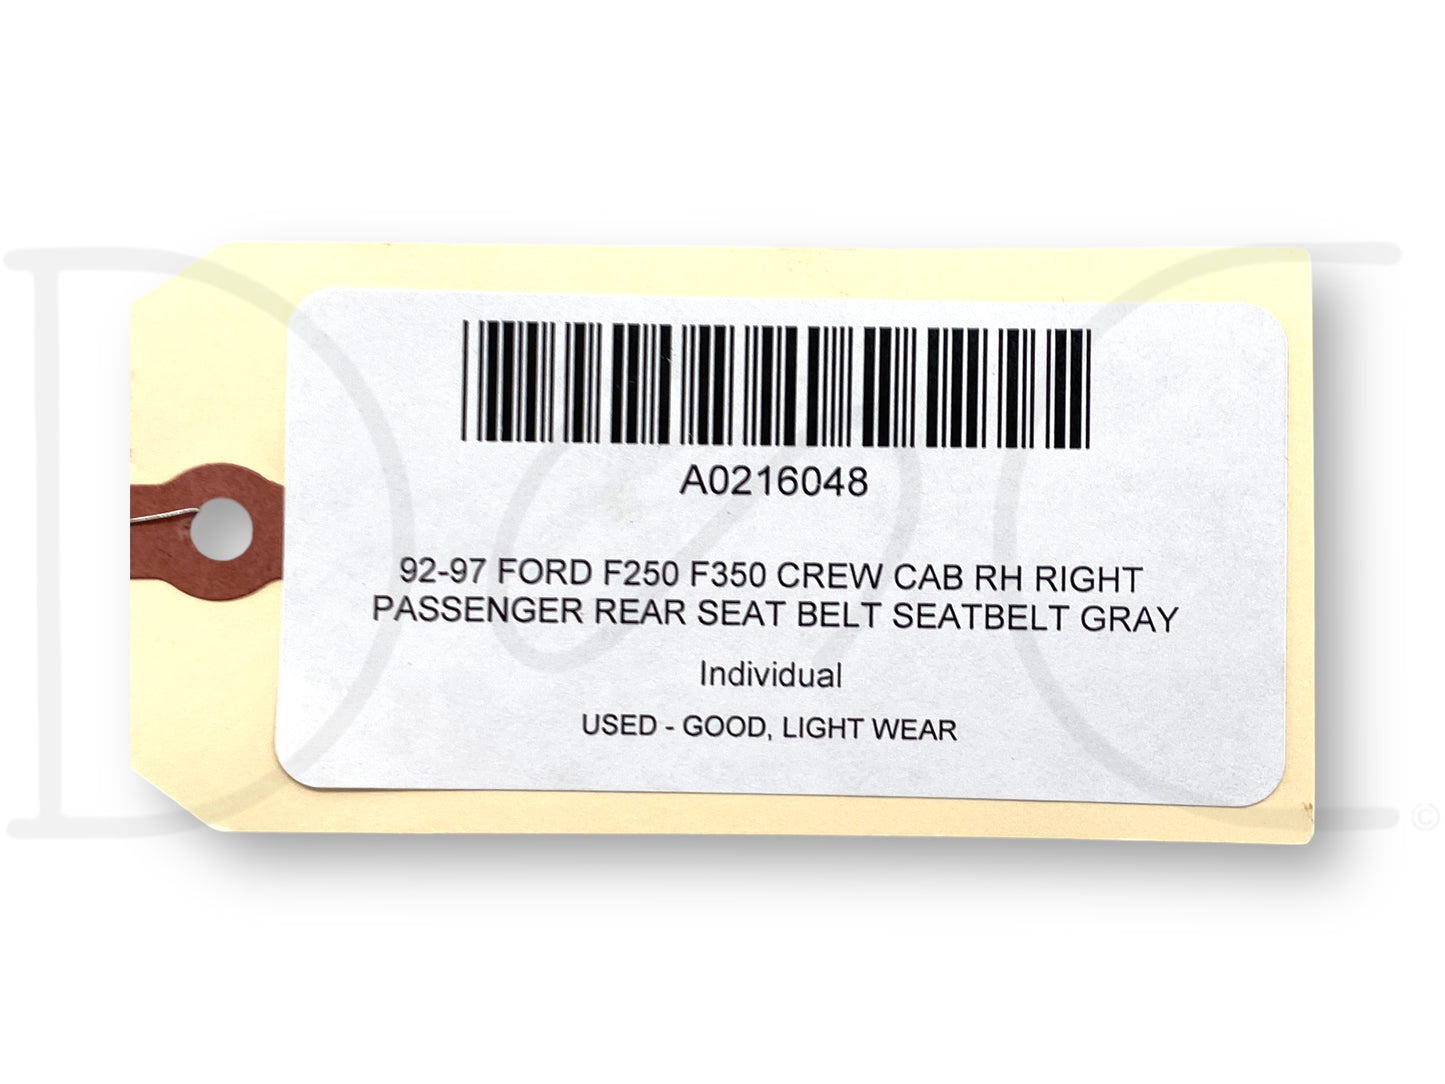 A0216048
92-97 FORD F250 F350 CREW CAB RH RIGHT
PASSENGER REAR SEAT BELT SEATBELT GRAY
Individual
USED - GOOD, LIGHT WEAR
©